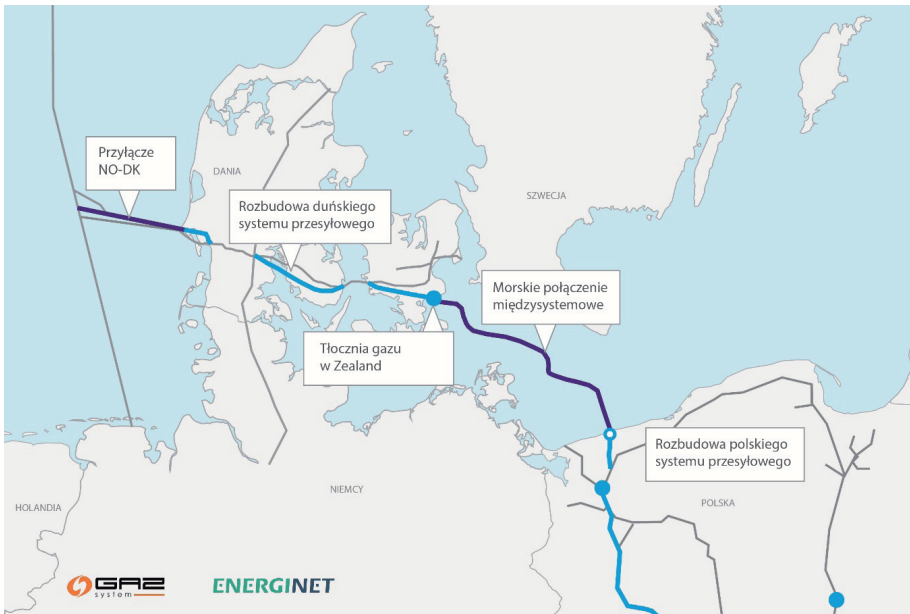 Przyłącze
NO-DK
DANIA
Rozbudowa duńskiego
systemu przesyłowego
SZWECJA
Morskie połączenie
międzysystemowe
Tłocznia gazu
w Zealand
Rozbudowa polskiego
systemu przesyłowego
NIEMCY
POLSKA
HOLANDIA
GAZ
system
ENERGINET